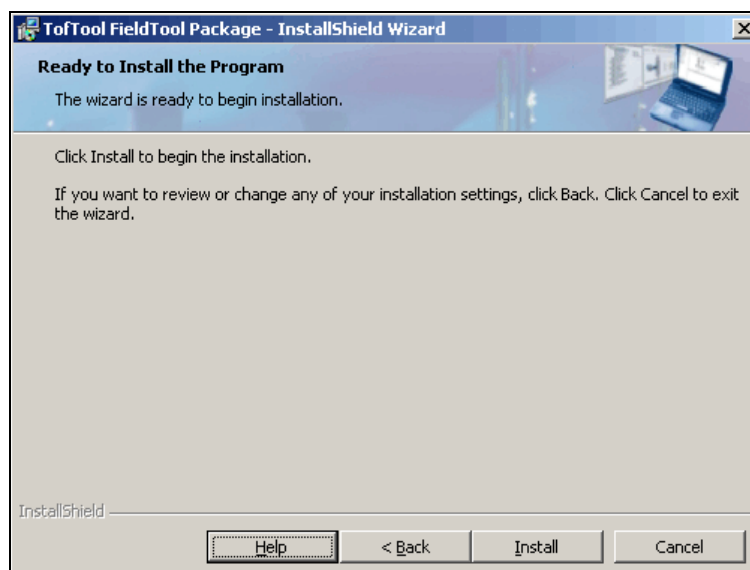 TofTool FieldTool Package - InstallShield Wizard
Ready to Install the Program
The wizard is ready to begin installation.
Click Install to begin the installation.
If you want to review or change any of your installation settings, click Back. Click Cancel to exit
the wizard.
InstallShield
Help < Back Install Cancel